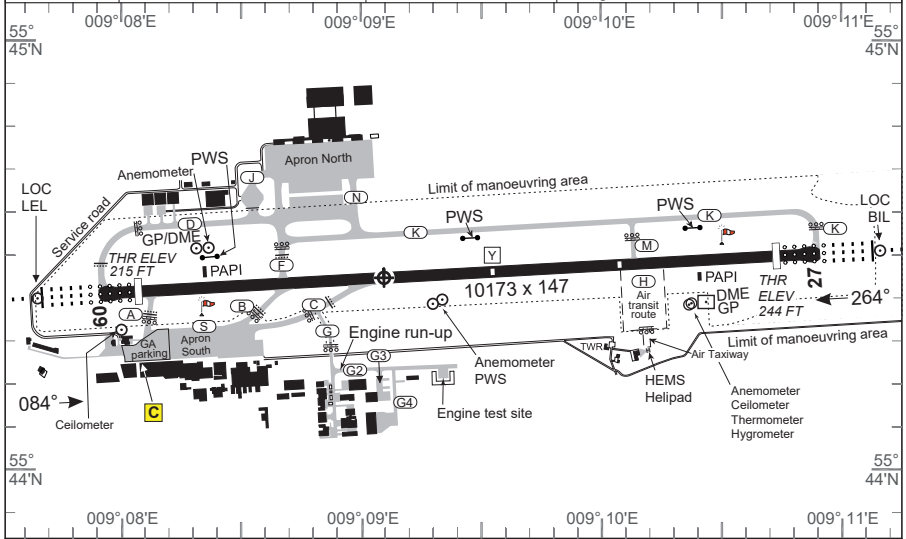 009°08'E
009°09'E
009°10'E
009°11'E
55°
45'N
55°
45'N
Apron North
PWS
Anemometer
J
N
Limit of manoeuvring area
LOC
LEL
Service road
D
GP/DME
K
PWS
PWS
K
K
LOC
BIL
M
THR ELEV
215 FT
PAPI
F
Y
10173 x 147
H
Air
transit
route
PAPI
THR
ELEV
244 FT
27
264°
09
A
S
B
C
G
DME
GP
GA
parking
Apron
South
Engine run-up
G3
G2
G4
Anemometer
PWS
TWR
Air Taxiway
Limit of manoeuvring area
084°
Ceilometer
C
Engine test site
HEMS
Helipad
Anemometer
Ceilometer
Thermometer
Hygrometer
55°
44'N
55°
44'N
009°08'E
009°09'E
009°10'E
009°11'E